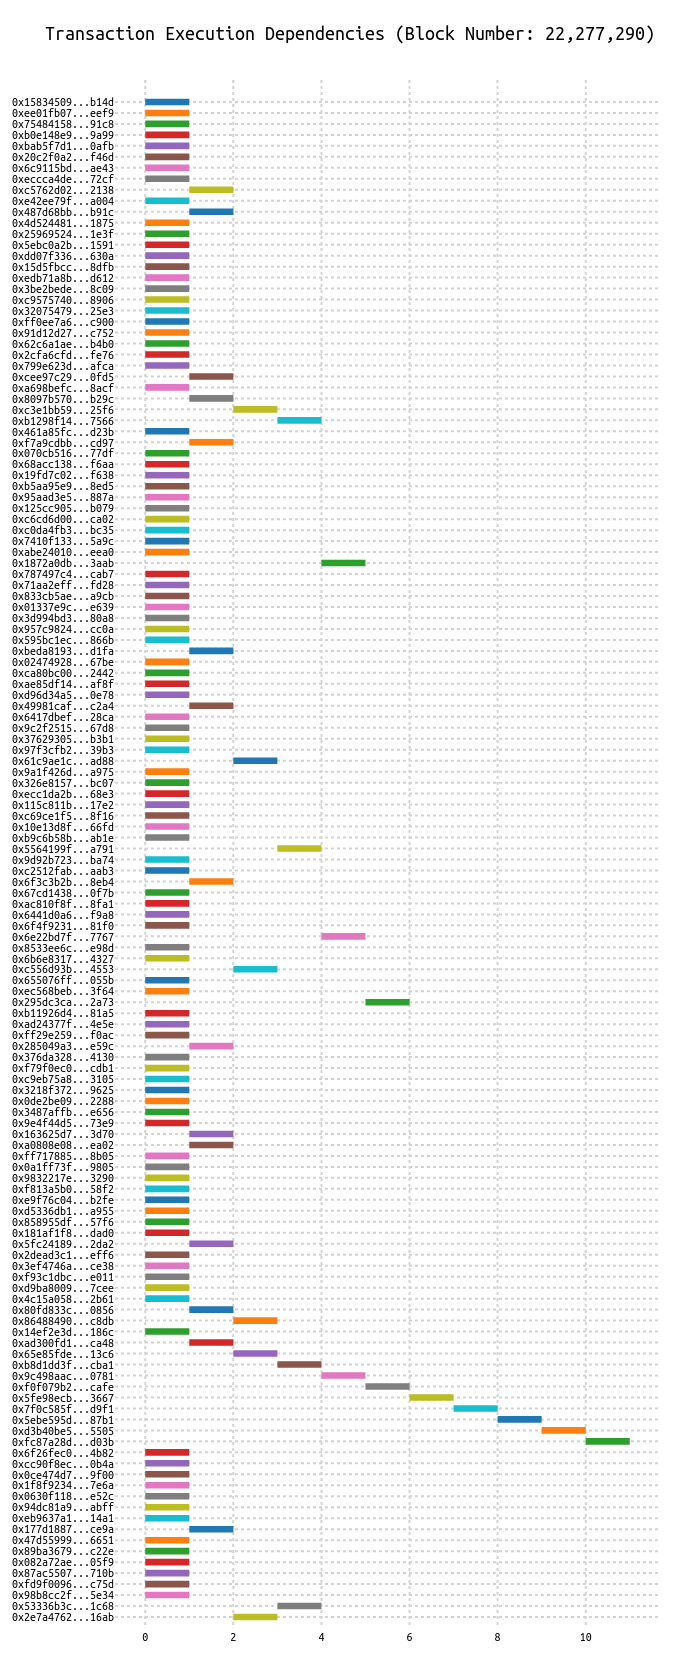 Transaction Execution Dependencies (Block Number: 22,277,290)
0x15834509...b14d
0xee01fb07...eef9
0x75484158...91c8
0xb0e148e9...9a99
0xbab5f7d1...0afb
0x20c2f0a2...f46d
0x6c9115bd...ae43
0xeccca4de...72cf
0xc5762d02...2138
0xe42ee79f...a004
0x487d68bb...b91c
0x4d524481...1875
0x25969524...1e3f
0x5ebc0a2b...1591
0xdd07f336...630a
0x15d5fbcc...8dfb
0xedb71a8b...d612
0x3be2bede...8c09
0xc9575740...8906
0x32075479...25e3
0xff0ee7a6...c900
0x91d12d27...c752
0x62c6a1ae...b4b0
0x2cfa6cfd...fe76
0x799e623d...afca
0xcee97c29...0fd5
0xa698befc...8acf
0x8097b570...b29c
0xc3e1bb59...25f6
0xb1298f14...7566
0x461a85fc...d23b
0xf7a9cdbb...cd97
0x070cb516...77df
0x68acc138...f6aa
0x19fd7c02...f638
0xb5aa95e9...8ed5
0x95aad3e5...887a
0x125cc905...b079
0xc6cd6d00...ca02
0xc0da4fb3...bc35
0x7410f133...5a9c
0xabe24010...eea0
0x1872a0db...3aab
0x787497c4...cab7
0x71aa2eff...fd28
0x833cb5ae...a9cb
0x01337e9c...e639
0x3d994bd3...80a8
0x957c9824...cc0a
0x595bc1ec...866b
0xbeda8193...d1fa
0x02474928...67be
0xca80bc00...2442
0xae85df14...af8f
0xd96d34a5...0e78
0x49981caf...c2a4
0x6417dbef...28ca
0x9c2f2515...67d8
0x37629305...b3b1
0x97f3cfb2...39b3
0x61c9ae1c...ad88
0x9a1f426d...a975
0x326e8157...bc07
0xecc1da2b...68e3
0x115c811b...17e2
0xc69ce1f5...8f16
0x10e13d8f...66fd
0xb9c6b58b...ab1e
0x5564199f...a791
0x9d92b723...ba74
0xc2512fab...aab3
0x6f3c3b2b...8eb4
0x67cd1438...0f7b
0xac810f8f...8fa1
0x6441d0a6...f9a8
0x6f4f9231...81f0
0x6e22bd7f...7767
0x8533ee6c...e98d
0x6b6e8317...4327
0xc556d93b...4553
0x655076ff...055b
0xec568beb...3f64
0x295dc3ca...2a73
0xb11926d4...81a5
0xad24377f...4e5e
0xff29e259...f0ac
0x285049a3...e59c
0x376da328...4130
0xf79f0ec0...cdb1
0xc9eb75a8...3105
0x3218f372...9625
0x0de2be09...2288
0x3487affb...e656
0x9e4f44d5...73e9
0x163625d7...3d70
0xa0808e08...ea02
0xff717885...8b05
0x0a1ff73f...9805
0x9832217e...3290
0xf813a5b0...58f2
0xe9f76c04...b2fe
0xd5336db1...a955
0x858955df...57f6
0x181af1f8...dad0
0x5fc24189...2da2
0x2dead3c1...eff6
0x3ef4746a...ce38
0xf93c1dbc...e011
0xd9ba8009...7cee
0x4c15a058...2b61
0x80fd833c...0856
0x86488490...c8db
0x14ef2e3d...186c
0xad300fd1...ca48
0x65e85fde...13c6
0xb8d1dd3f...cba1
0x9c498aac...0781
0xf0f079b2...cafe
0x5fe98ecb...3667
0x7f0c585f...d9f1
0x5ebe595d...87b1
0xd3b40be5...5505
0xfc87a28d...d03b
0x6f26fec0...4b82
0xcc90f8ec...0b4a
0x0ce474d7...9f00
0x1f8f9234...7e6a
0x0630f118...e52c
0x94dc81a9...abff
0xeb9637a1...14a1
0x177d1887...ce9a
0x47d55999...6651
0x89ba3679...c22e
0x082a72ae...05f9
0x87ac5507...710b
0xfd9f0096...c75d
0x98b8cc2f...5e34
0x53336b3c...1c68
0x2e7a4762...16ab
0 2 4 6 8 10